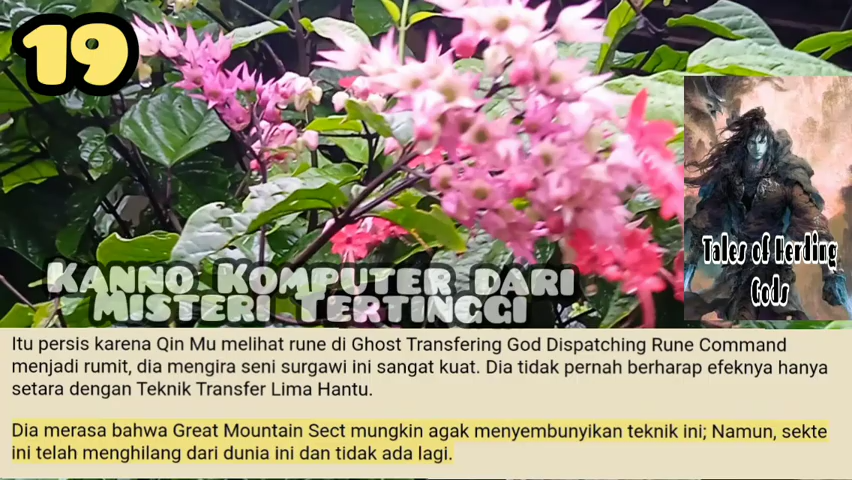 19
Tales of Herding
Gods
Kanno Komputer dari
Misteri Tertinggi
Itu persis karena Qin Mu melihat rune di Ghost Transfering God Dispatching Rune Command
menjadi rumit, dia mengira seni surgawi ini sangat kuat. Dia tidak pernah berharap efeknya hanya
setara dengan Teknik Transfer Lima Hantu.
Dia merasa bahwa Great Mountain Sect mungkin agak menyembunyikan teknik ini; Namun, sekte
ini telah menghilang dari dunia ini dan tidak ada lagi.